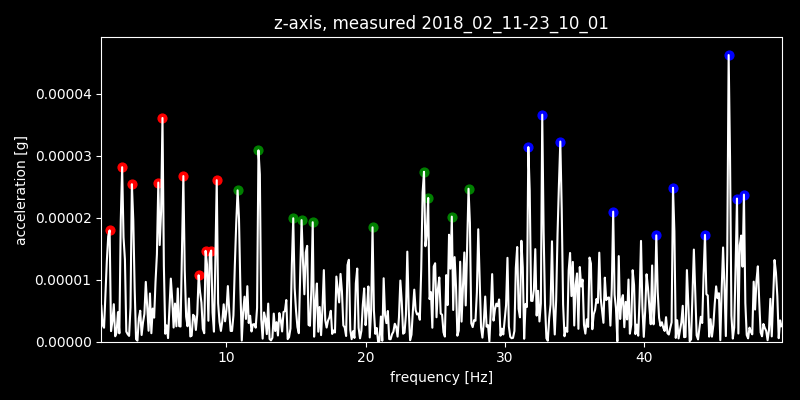 z-axis, measured 2018_02_11-23_10_01
0.00004
0.00003
0.00002
0.00001
0.00000
acceleration [g]
10 20 30 40
frequency [Hz]